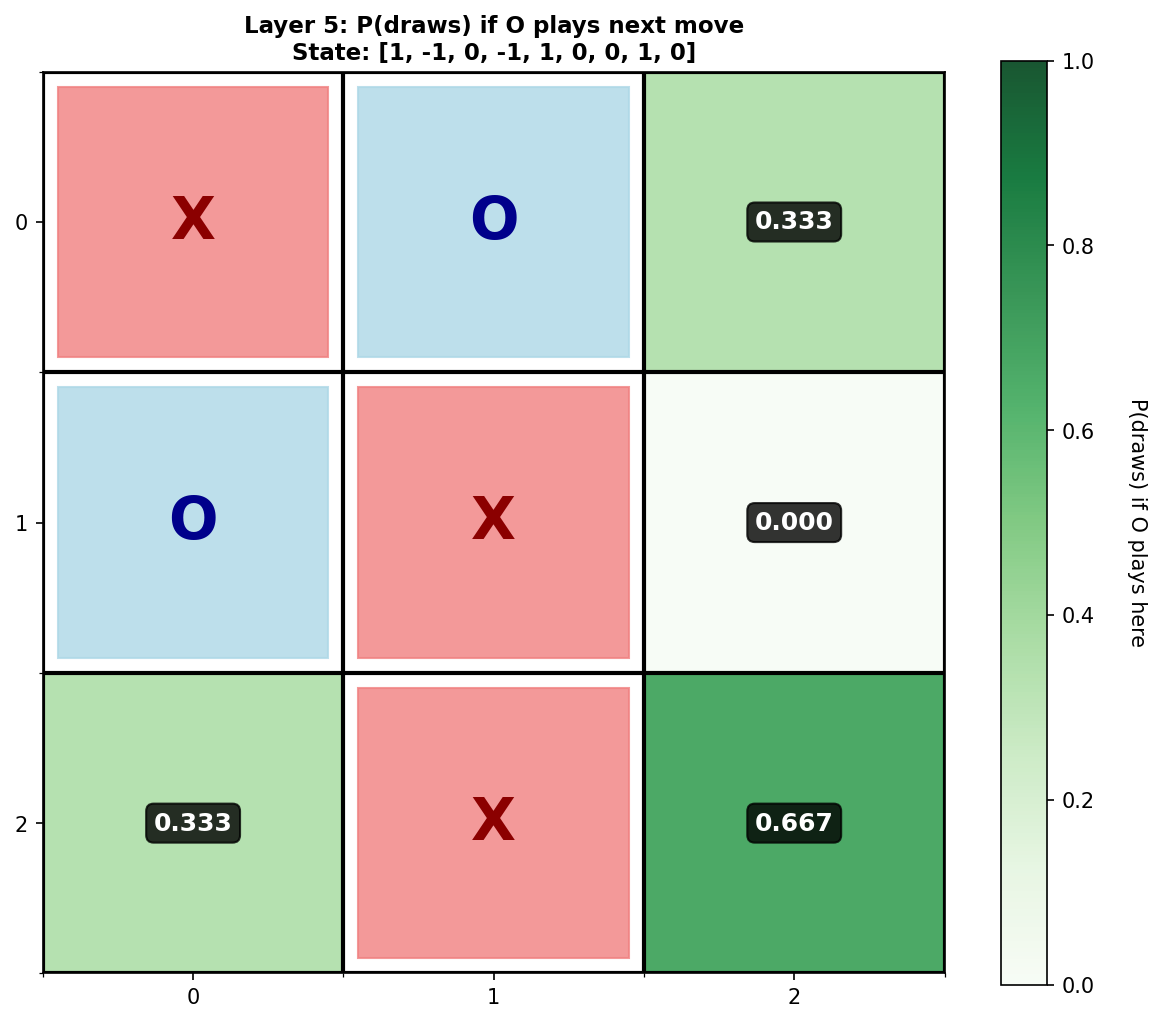 Layer 5: P(draws) if O plays next move
State: [1, -1, 0, -1, 1, 0, 0, 1, 0]
X
O
0.333
O
X
0.000
0.333
X
0.667
0
1
2
0
1
2
1.0
0.8
0.6
0.4
0.2
0.0
P(draws) if O plays here